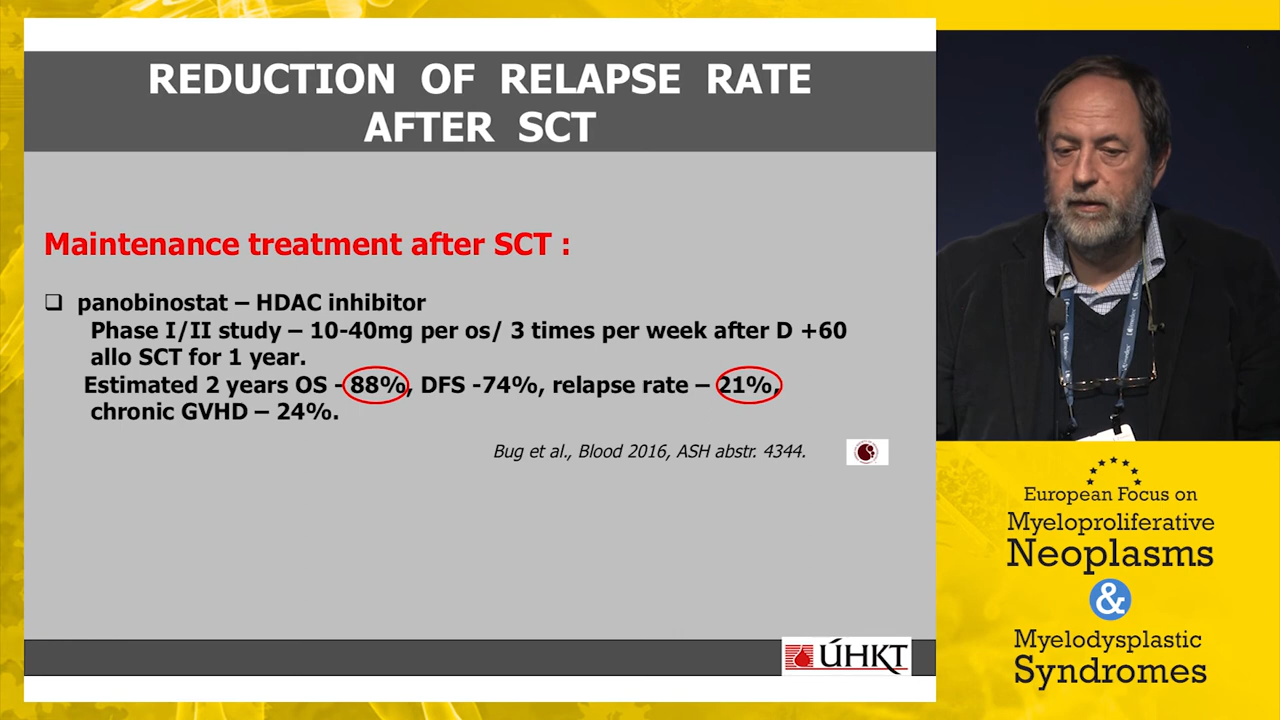 REDUCTION OF RELAPSE RATE
AFTER SCT
Maintenance treatment after SCT :
panobinostat – HDAC inhibitor
Phase I/II study – 10-40mg per os/ 3 times per week after D +60
allo SCT for 1 year.
Estimated 2 years OS - 88%, DFS -74%, relapse rate – 21%,
chronic GVHD – 24%.
Bug et al., Blood 2016, ASH abstr. 4344.
ÚHKT
European Focus on
Myeloproliferative
Neoplasms
&
Myelodysplastic
Syndromes